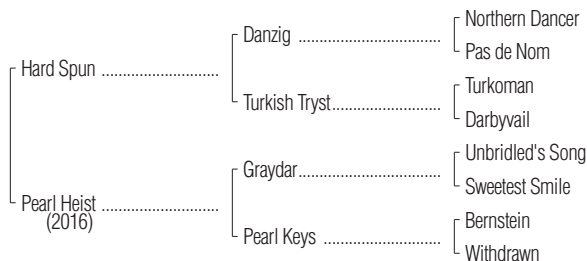 Hard Spun
Danzig
Northern Dancer
Pas de Nom
Turkish Tryst
Turkoman
Darbyvail
Pearl Heist
(2016)
Graydar
Unbridled's Song
Sweetest Smile
Pearl Keys
Bernstein
Withdrawn